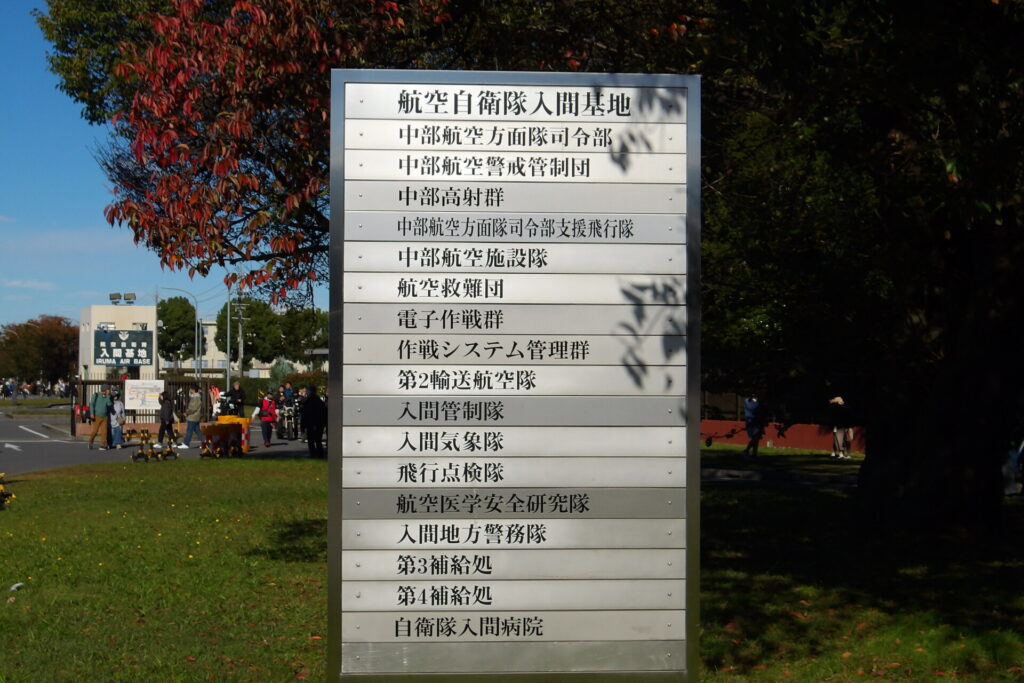 航空自衛隊入間基地
中部航空方面隊司令部
中部航空警戒管制団
中部高射群
中部航空方面隊司令部支援飛行隊
中部航空施設隊
航空救難団
電子作戦群
作戦システム管理群
第2輸送航空隊
入間管制隊
入間気象隊
飛行点検隊
航空医学安全研究隊
入間地方警務隊
第3補給処
第4補給処
自衛隊入間病院
航空自衛隊
入間基地
IRUMA AIR BASE